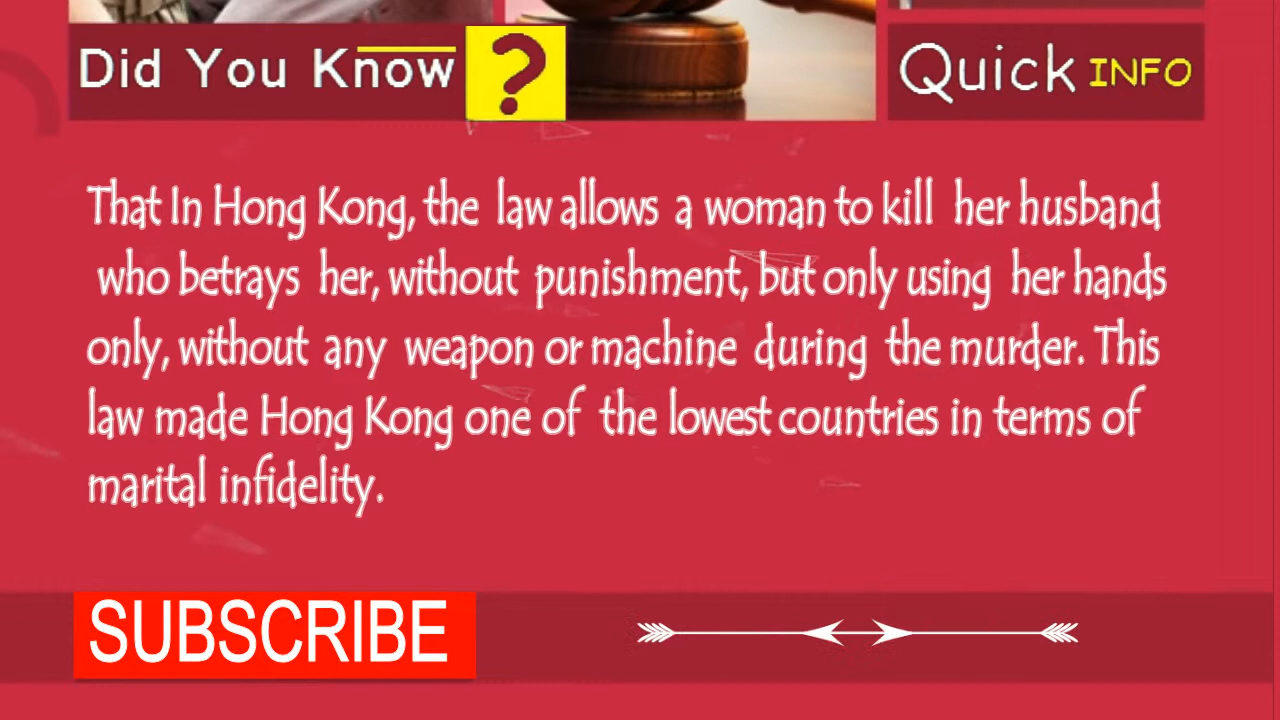 Did You Know ?
Quick INFO
That In Hong Kong, the law allows a woman to kill her husband
who betrays her, without punishment, but only using her hands
only, without any weapon or machine during the murder. This
law made Hong Kong one of the lowest countries in terms of
marital infidelity.
SUBSCRIBE